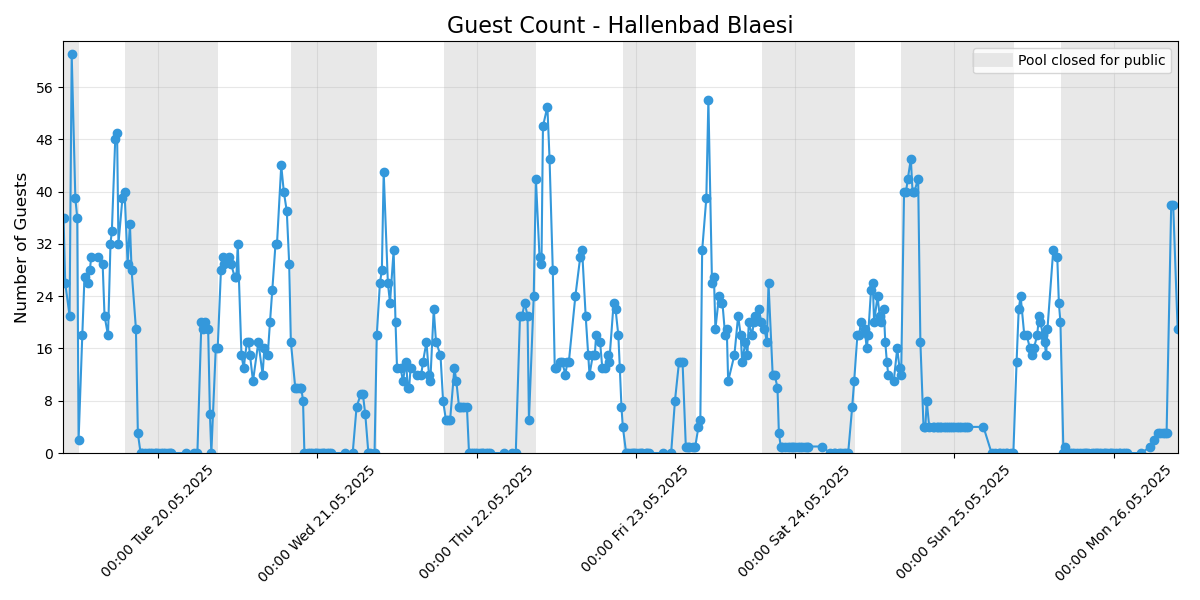 Guest Count - Hallenbad Blaesi
Pool closed for public
Number of Guests
56
48
40
32
24
16
8
0
00:00 Tue 20.05.2025
00:00 Wed 21.05.2025
00:00 Thu 22.05.2025
00:00 Fri 23.05.2025
00:00 Sat 24.05.2025
00:00 Sun 25.05.2025
00:00 Mon 26.05.2025